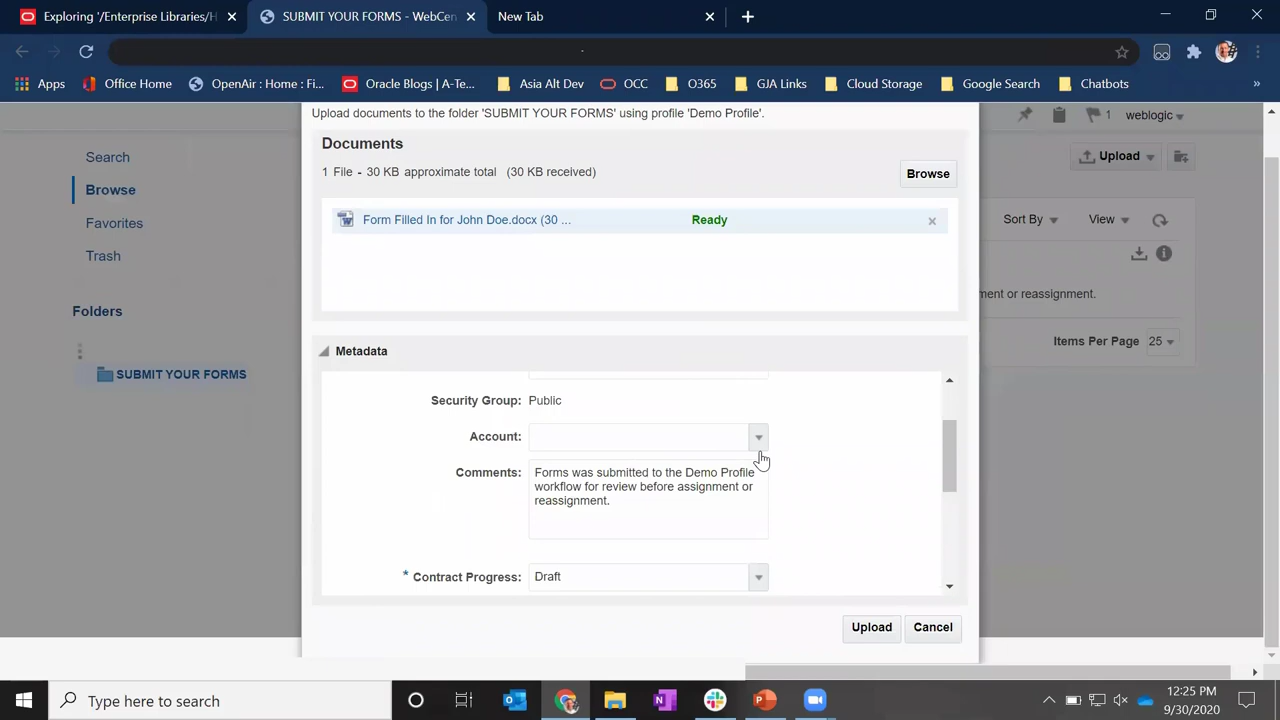 Exploring '/Enterprise Libraries/H
SUBMIT YOUR FORMS - WebCen
New Tab
Apps
Office Home
OpenAir : Home : Fi...
Oracle Blogs | A-Te...
Asia Alt Dev
OCC
O365
GJA Links
Cloud Storage
Google Search
Chatbots
»
Upload documents to the folder 'SUBMIT YOUR FORMS' using profile 'Demo Profile'.
1
weblogic
Search
Browse
Favorites
Trash
Folders
SUBMIT YOUR FORMS
Documents
1 File - 30 KB approximate total (30 KB received)
Browse
Form Filled In for John Doe.docx (30 ...
Ready
Metadata
Security Group: Public
Account:
Comments: Forms was submitted to the Demo Profile
workflow for review before assignment or
reassignment.
* Contract Progress: Draft
Upload
Cancel
Upload
Sort By
View
ment or reassignment.
Items Per Page 25
Type here to search
12:25 PM
9/30/2020